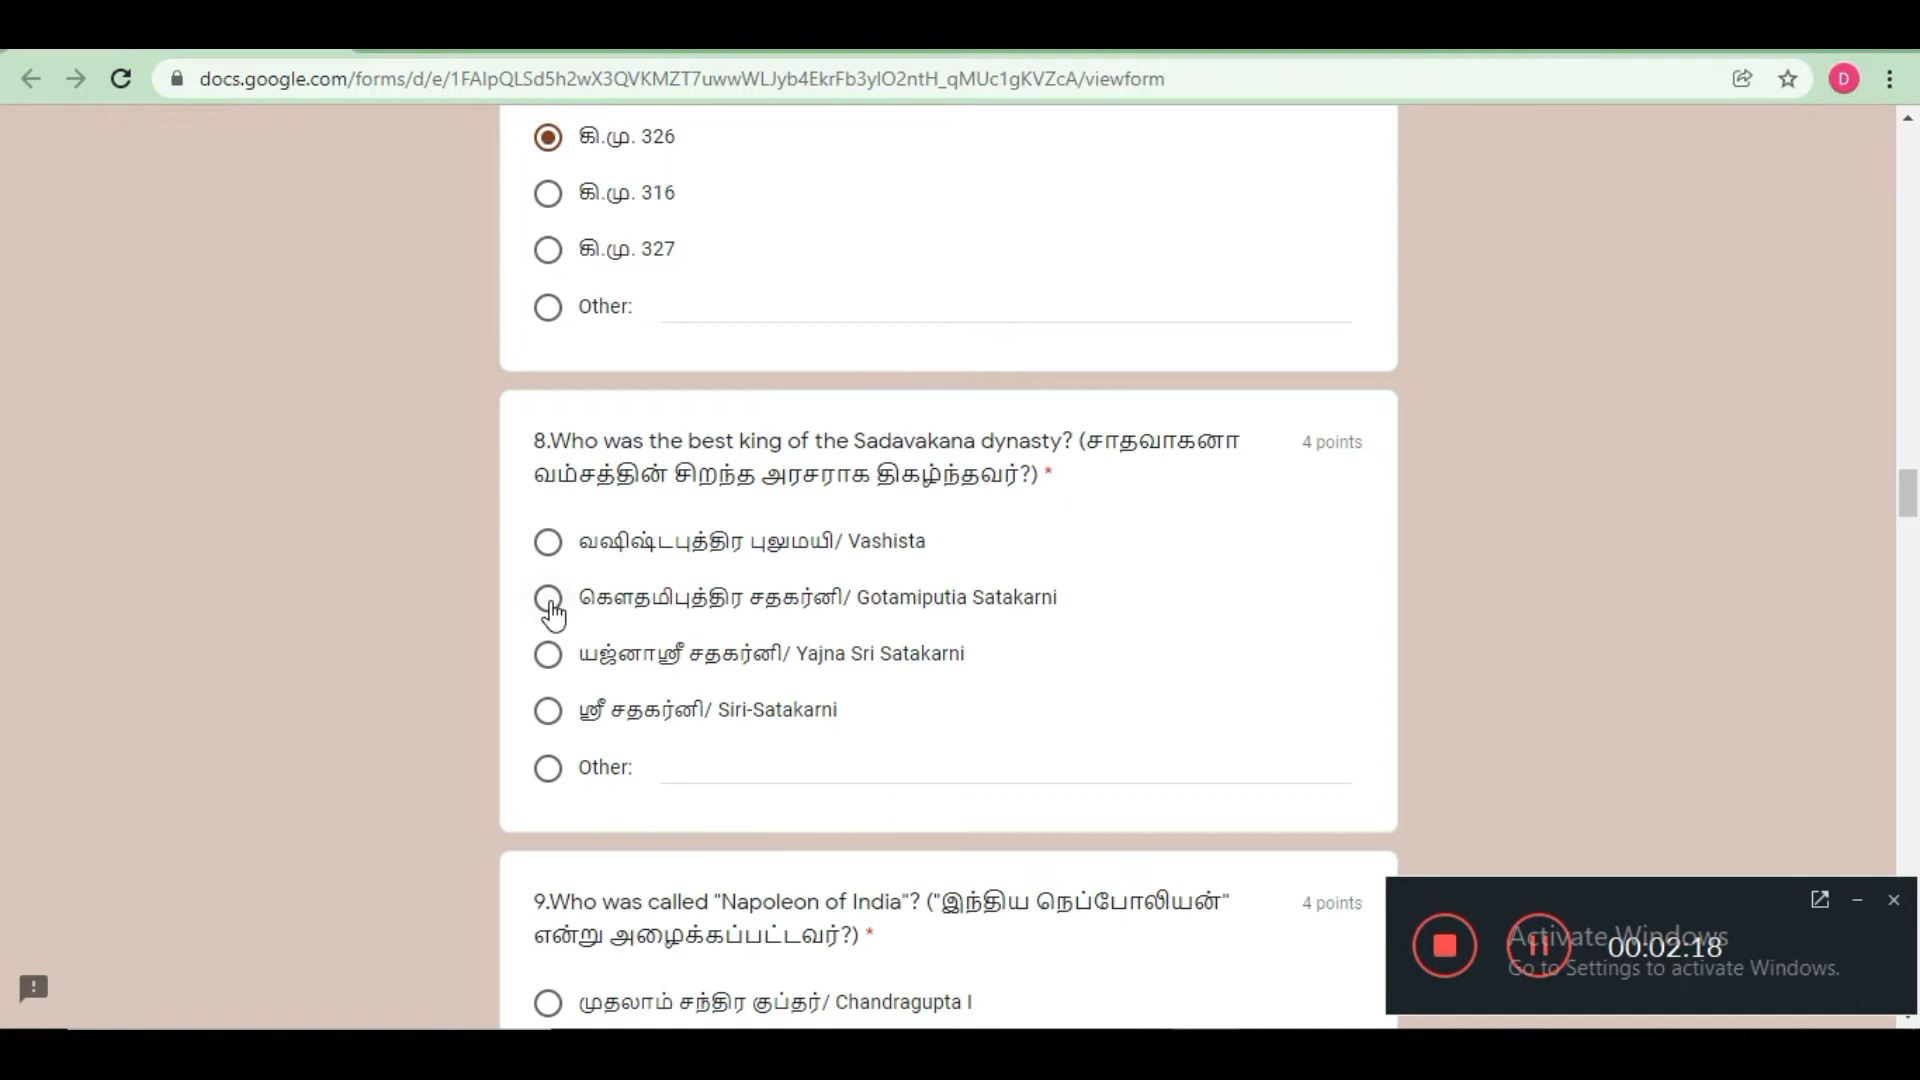 docs.google.com/forms/d/e/1FAIpQLSd5h2wX3QVKMZT7uwwWLJyb4EkrFb3ylO2ntH_qMUc1gKVZcA/viewform
D
கி.மு. 326
கி.மு. 316
கி.மு. 327
Other:
8.Who was the best king of the Sadavakana dynasty? (சாதவாகனா
வம்சத்தின் சிறந்த அரசராக திகழ்ந்தவர்?) *
4 points
வஷிஷ்டபுத்திர புலுமயி/ Vashista
கௌதமிபுத்திர சதகர்னி/ Gotamiputia Satakarni
யஜ்னாஸ்ரீ சதகர்னி/ Yajna Sri Satakarni
ஸ்ரீ சதகர்னி/ Siri-Satakarni
Other:
9.Who was called "Napoleon of India"? ("இந்திய நெப்போலியன்"
என்று அழைக்கப்பட்டவர்?) *
4 points
முதலாம் சந்திர குப்தர்/ Chandragupta I
Activate Windows
00:02:18
Go to Settings to activate Windows.